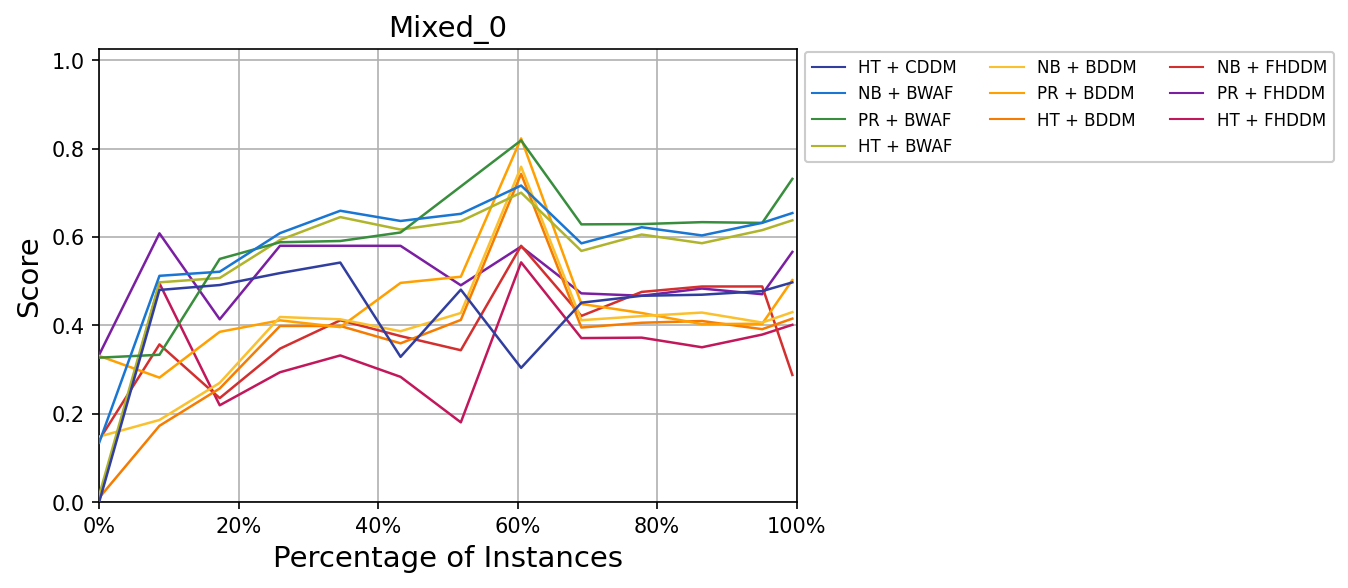 Mixed_0
1.0
0.8
0.6
0.4
0.2
0.0
Score
0% 20% 40% 60% 80% 100%
Percentage of Instances
HT + CDDM
NB + BWAF
PR + BWAF
HT + BWAF
NB + BDDM
PR + BDDM
HT + BDDM
NB + FHDDM
PR + FHDDM
HT + FHDDM